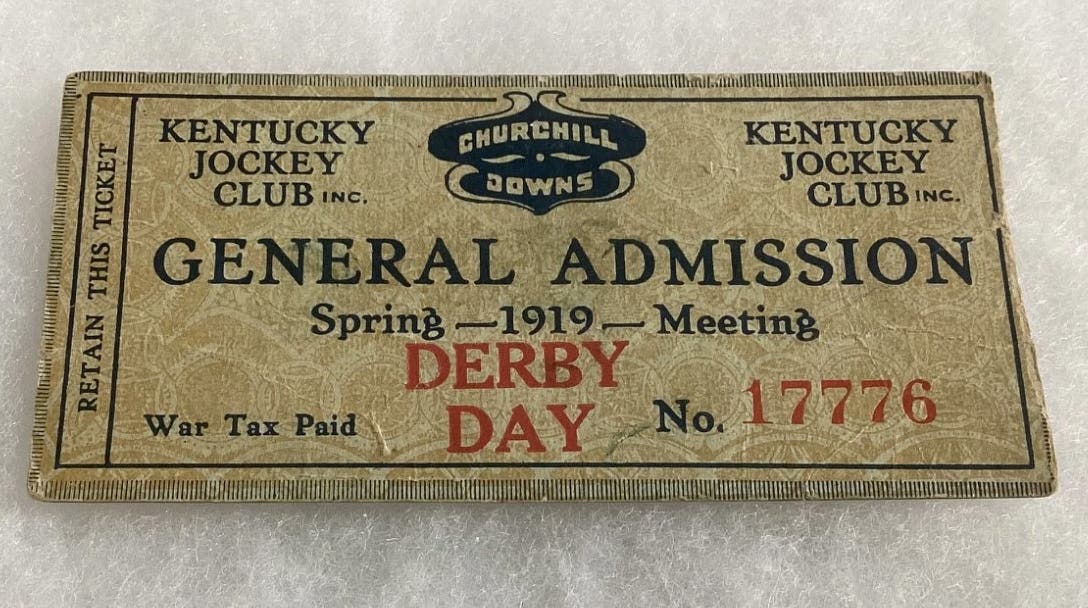 RETAIN THIS TICKET
KENTUCKY
JOCKEY
CLUB INC.
CHURCHILL
DOWNS
KENTUCKY
JOCKEY
CLUB INC.
GENERAL ADMISSION
Spring — 1919 — Meeting
DERBY
DAY
War Tax Paid
No. 17776